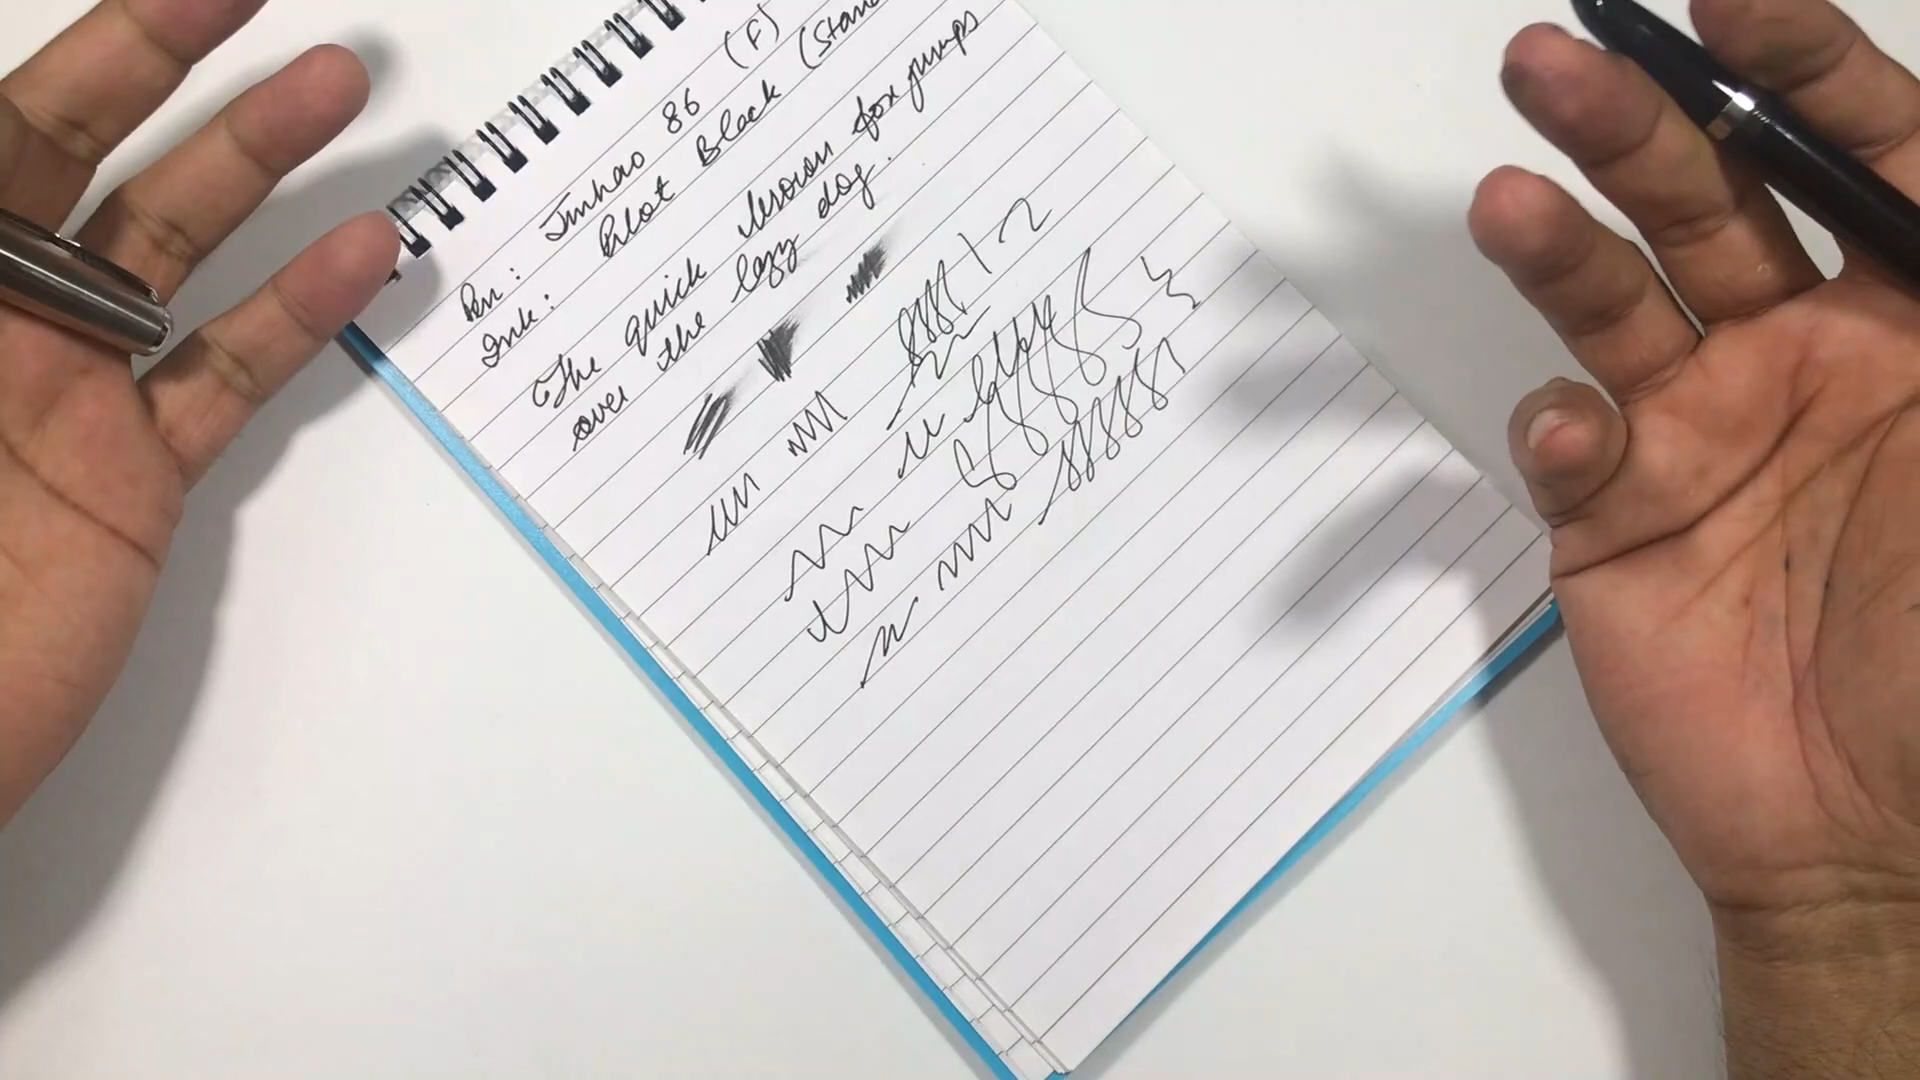 Pen: Jinhao 86 (F)
Ink: Pilot Black (Stand
The quick brown fox jumps
over the lazy dog.